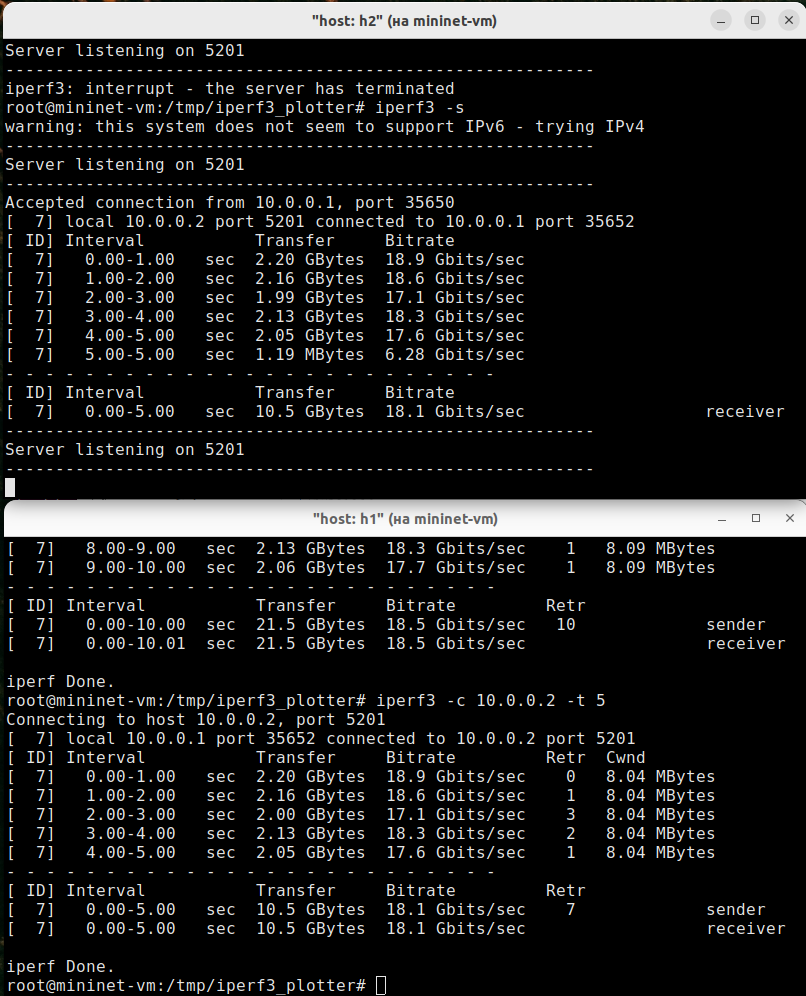 "host: h2" (на mininet-vm)
Server listening on 5201
-----------------------------------------------------------
iperf3: interrupt - the server has terminated
root@mininet-vm:/tmp/iperf3_plotter# iperf3 -s
warning: this system does not seem to support IPv6 - trying IPv4
-----------------------------------------------------------
Server listening on 5201
-----------------------------------------------------------
Accepted connection from 10.0.0.1, port 35650
[  7] local 10.0.0.2 port 5201 connected to 10.0.0.1 port 35652
[ ID] Interval           Transfer     Bitrate
[  7]   0.00-1.00   sec  2.20 GBytes  18.9 Gbits/sec
[  7]   1.00-2.00   sec  2.16 GBytes  18.6 Gbits/sec
[  7]   2.00-3.00   sec  1.99 GBytes  17.1 Gbits/sec
[  7]   3.00-4.00   sec  2.13 GBytes  18.3 Gbits/sec
[  7]   4.00-5.00   sec  2.05 GBytes  17.6 Gbits/sec
[  7]   5.00-5.00   sec  1.19 MBytes  6.28 Gbits/sec
- - - - - - - - - - - - - - - - - - - - - - - - -
[ ID] Interval           Transfer     Bitrate
[  7]   0.00-5.00   sec  10.5 GBytes  18.1 Gbits/sec                  receiver
-----------------------------------------------------------
Server listening on 5201
-----------------------------------------------------------
"host: h1" (на mininet-vm)
[  7]   8.00-9.00   sec  2.13 GBytes  18.3 Gbits/sec    1   8.09 MBytes
[  7]   9.00-10.00  sec  2.06 GBytes  17.7 Gbits/sec    1   8.09 MBytes
- - - - - - - - - - - - - - - - - - - - - - - - -
[ ID] Interval           Transfer     Bitrate         Retr
[  7]   0.00-10.00  sec  21.5 GBytes  18.5 Gbits/sec   10             sender
[  7]   0.00-10.01  sec  21.5 GBytes  18.5 Gbits/sec                  receiver
iperf Done.
root@mininet-vm:/tmp/iperf3_plotter# iperf3 -c 10.0.0.2 -t 5
Connecting to host 10.0.0.2, port 5201
[  7] local 10.0.0.1 port 35652 connected to 10.0.0.2 port 5201
[ ID] Interval           Transfer     Bitrate         Retr  Cwnd
[  7]   0.00-1.00   sec  2.20 GBytes  18.9 Gbits/sec    0   8.04 MBytes
[  7]   1.00-2.00   sec  2.16 GBytes  18.6 Gbits/sec    1   8.04 MBytes
[  7]   2.00-3.00   sec  2.00 GBytes  17.1 Gbits/sec    3   8.04 MBytes
[  7]   3.00-4.00   sec  2.13 GBytes  18.3 Gbits/sec    2   8.04 MBytes
[  7]   4.00-5.00   sec  2.05 GBytes  17.6 Gbits/sec    1   8.04 MBytes
- - - - - - - - - - - - - - - - - - - - - - - - -
[ ID] Interval           Transfer     Bitrate         Retr
[  7]   0.00-5.00   sec  10.5 GBytes  18.1 Gbits/sec    7             sender
[  7]   0.00-5.00   sec  10.5 GBytes  18.1 Gbits/sec                  receiver
iperf Done.
root@mininet-vm:/tmp/iperf3_plotter#